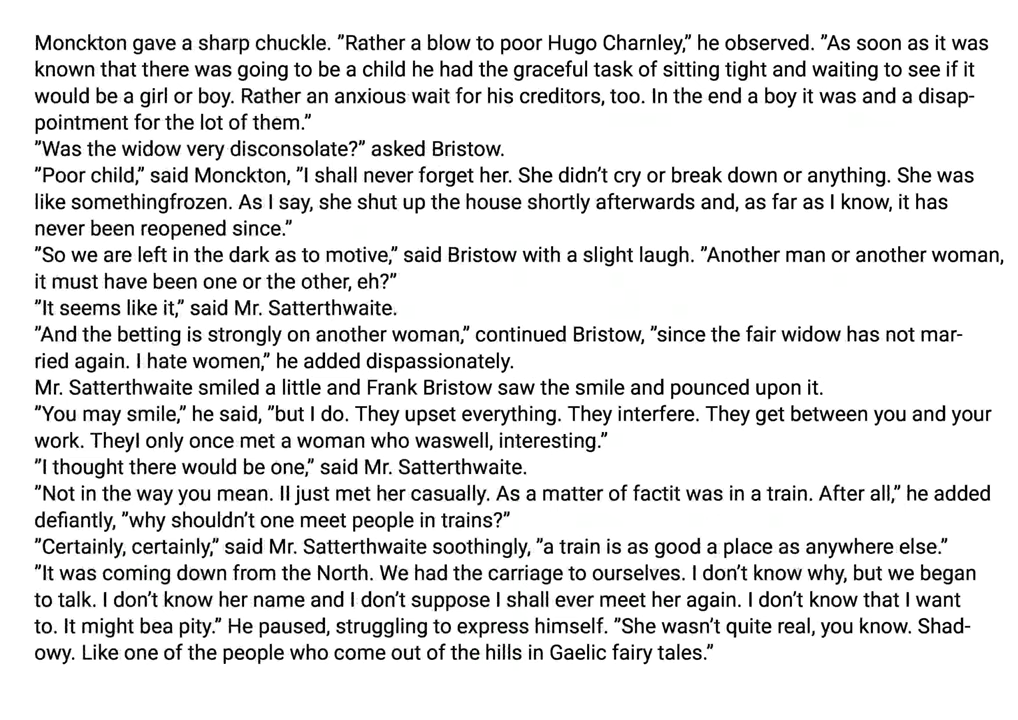 Monckton gave a sharp chuckle. ”Rather a blow to poor Hugo Charnley,” he observed. ”As soon as it was
known that there was going to be a child he had the graceful task of sitting tight and waiting to see if it
would be a girl or boy. Rather an anxious wait for his creditors, too. In the end a boy it was and a disap-
pointment for the lot of them.”
”Was the widow very disconsolate?” asked Bristow.
”Poor child,” said Monckton, ”I shall never forget her. She didn’t cry or break down or anything. She was
like somethingfrozen. As I say, she shut up the house shortly afterwards and, as far as I know, it has
never been reopened since.”
”So we are left in the dark as to motive,” said Bristow with a slight laugh. ”Another man or another woman,
it must have been one or the other, eh?”
”It seems like it,” said Mr. Satterthwaite.
”And the betting is strongly on another woman,” continued Bristow, ”since the fair widow has not mar-
ried again. I hate women,” he added dispassionately.
Mr. Satterthwaite smiled a little and Frank Bristow saw the smile and pounced upon it.
”You may smile,” he said, ”but I do. They upset everything. They interfere. They get between you and your
work. TheyI only once met a woman who waswell, interesting.”
”I thought there would be one,” said Mr. Satterthwaite.
”Not in the way you mean. II just met her casually. As a matter of factit was in a train. After all,” he added
defiantly, ”why shouldn’t one meet people in trains?”
”Certainly, certainly,” said Mr. Satterthwaite soothingly, ”a train is as good a place as anywhere else.”
”It was coming down from the North. We had the carriage to ourselves. I don’t know why, but we began
to talk. I don’t know her name and I don’t suppose I shall ever meet her again. I don’t know that I want
to. It might bea pity.” He paused, struggling to express himself. ”She wasn’t quite real, you know. Shad-
owy. Like one of the people who come out of the hills in Gaelic fairy tales.”